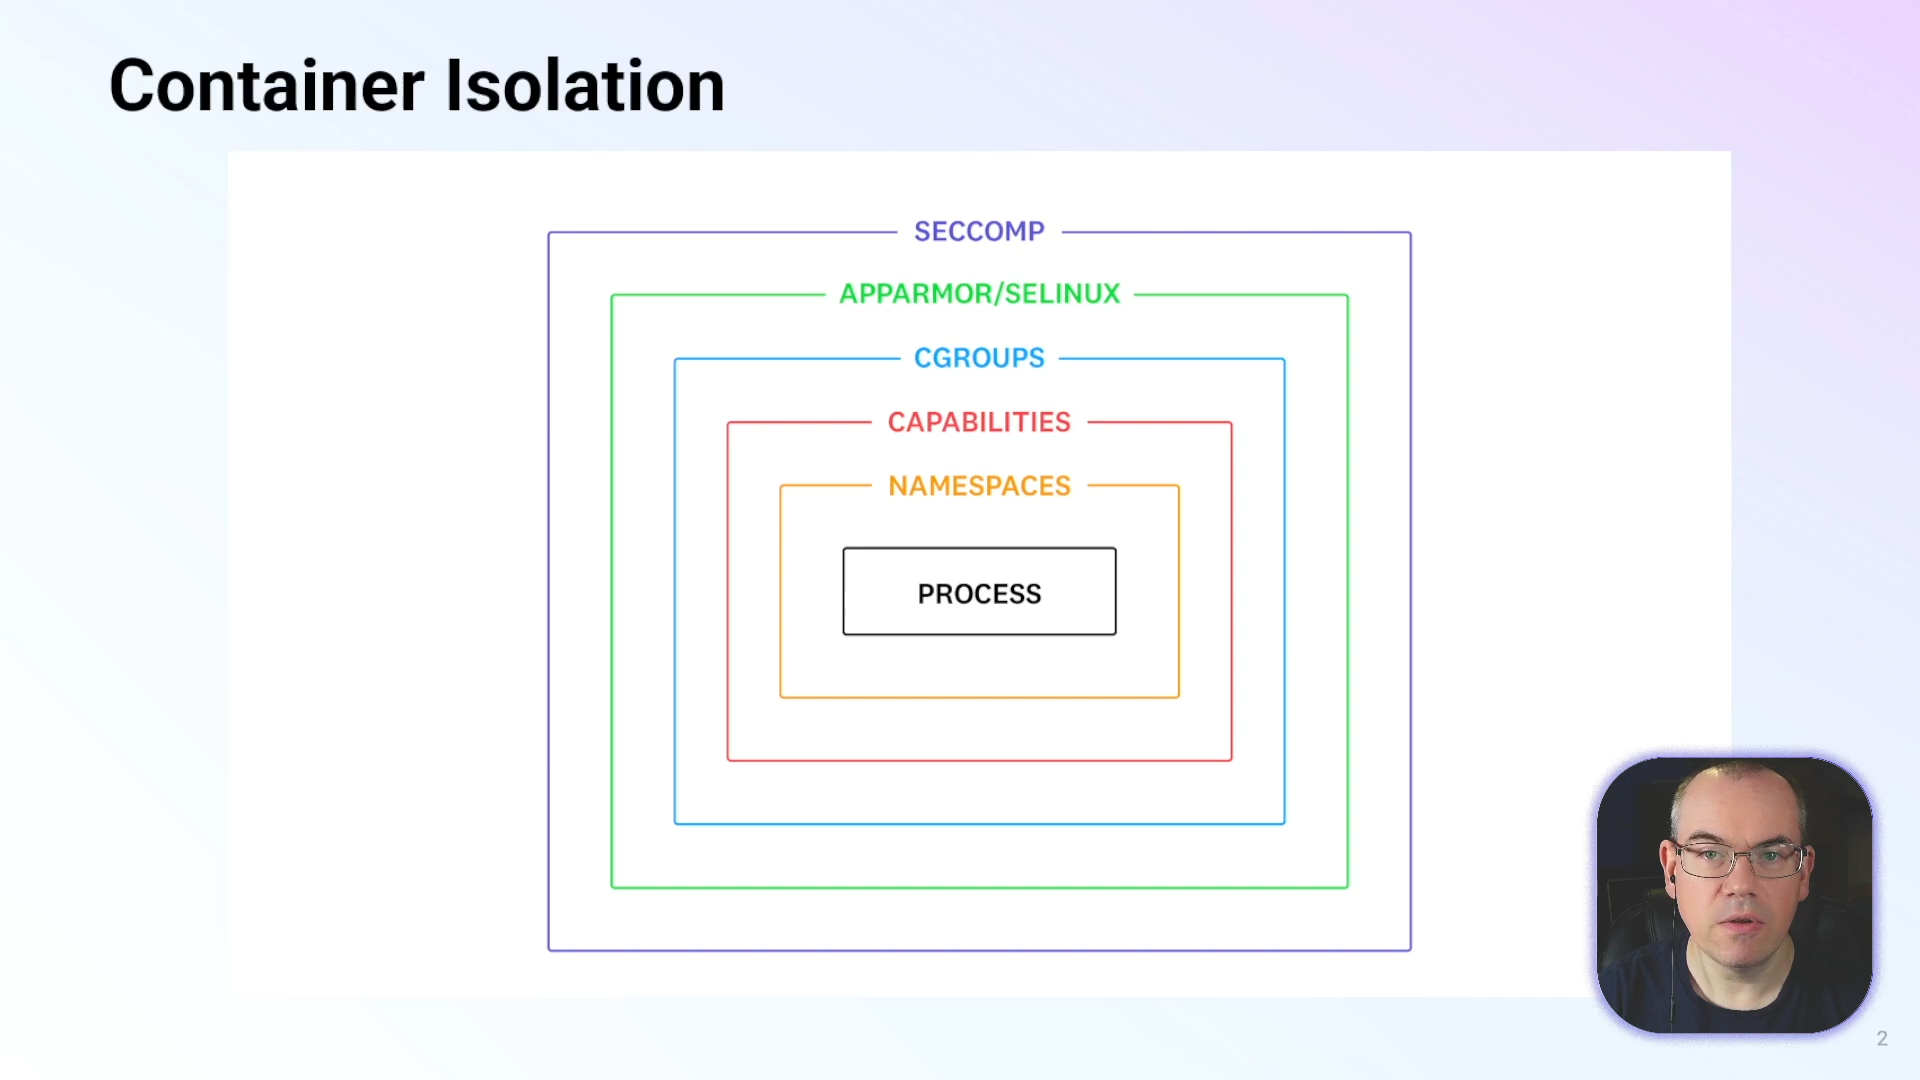 Container Isolation
SECCOMP
APPARMOR/SELINUX
CGROUPS
CAPABILITIES
NAMESPACES
PROCESS
2